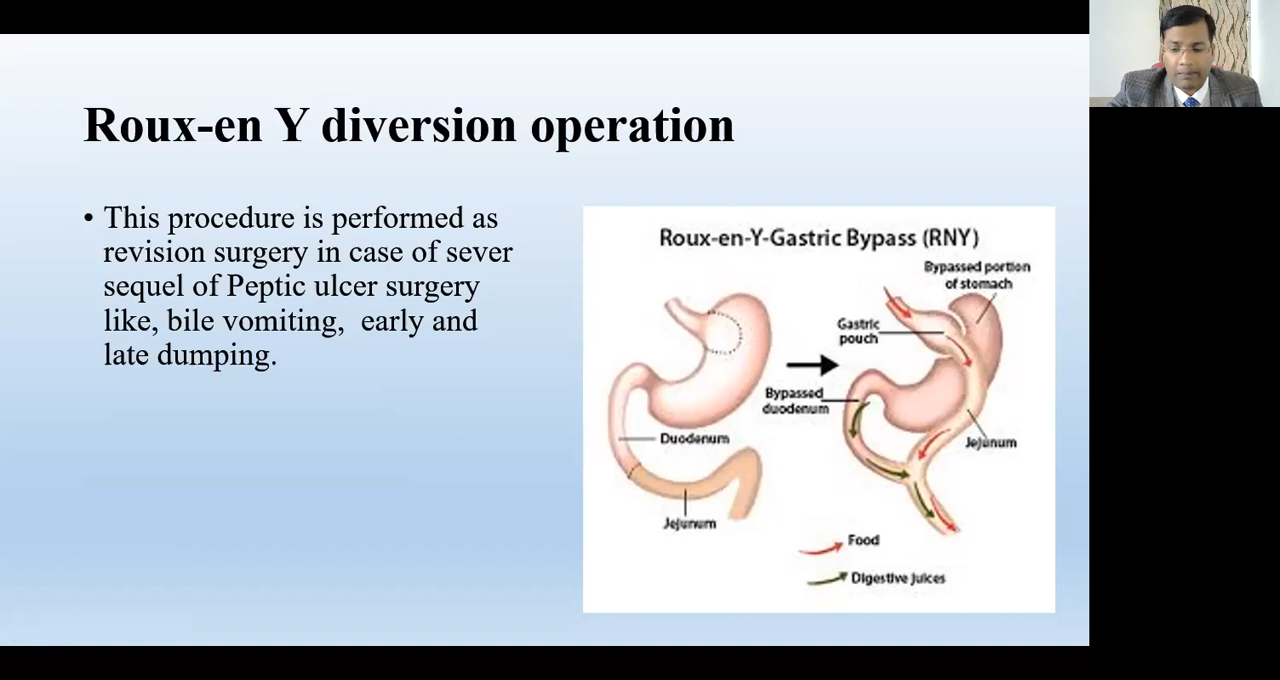 Roux-en Y diversion operation
• This procedure is performed as
revision surgery in case of sever
sequel of Peptic ulcer surgery
like, bile vomiting,  early and
late dumping.
Roux-en-Y-Gastric Bypass (RNY)
Bypassed portion
of stomach
Gastric
pouch
Bypassed
duodenum
Duodenum
Jejunum
Jejunum
Food
Digestive Juices